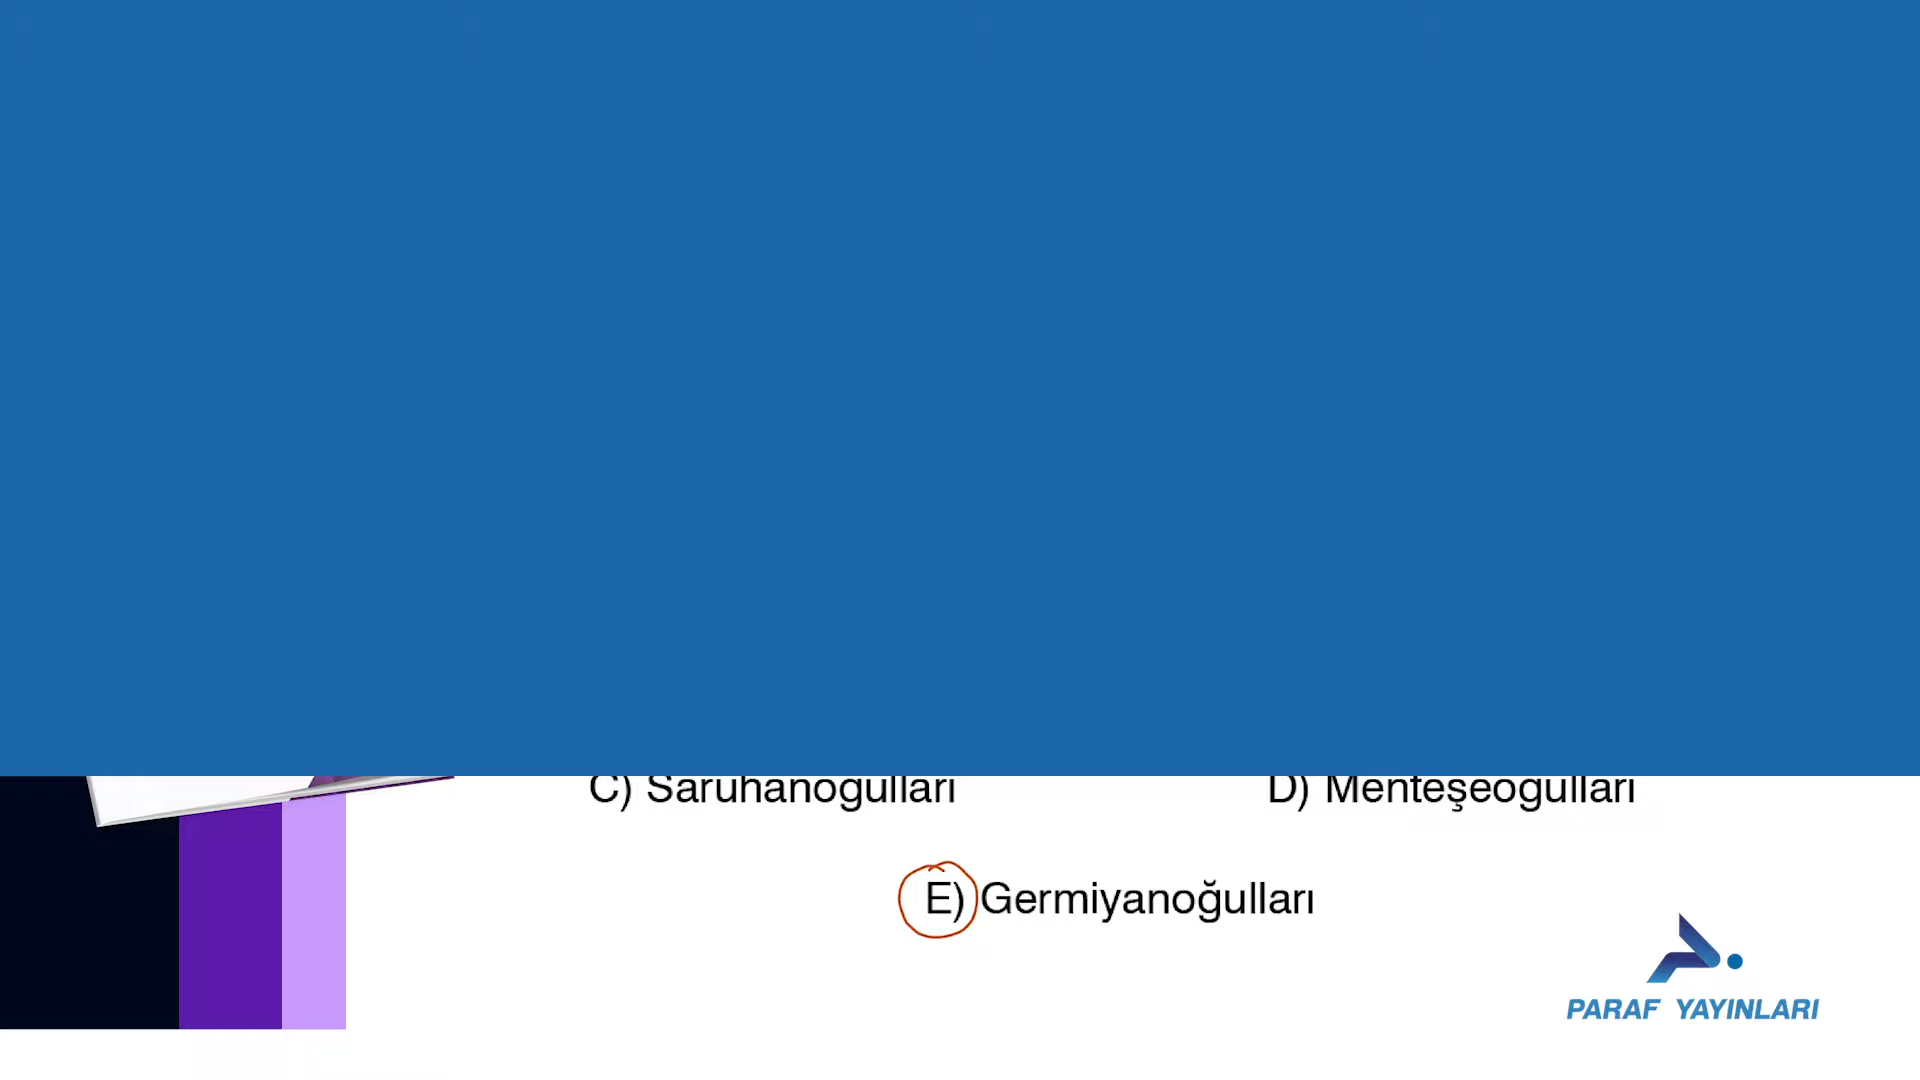 C) Saruhanoğulları D) Menteşeoğulları
E) Germiyanoğulları
PARAF YAYINLARI